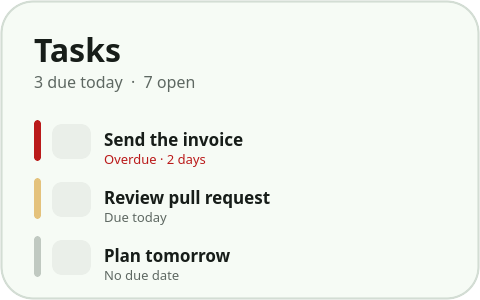 Tasks
3 due today · 7 open
Send the invoice
Overdue · 2 days
Review pull request
Due today
Plan tomorrow
No due date